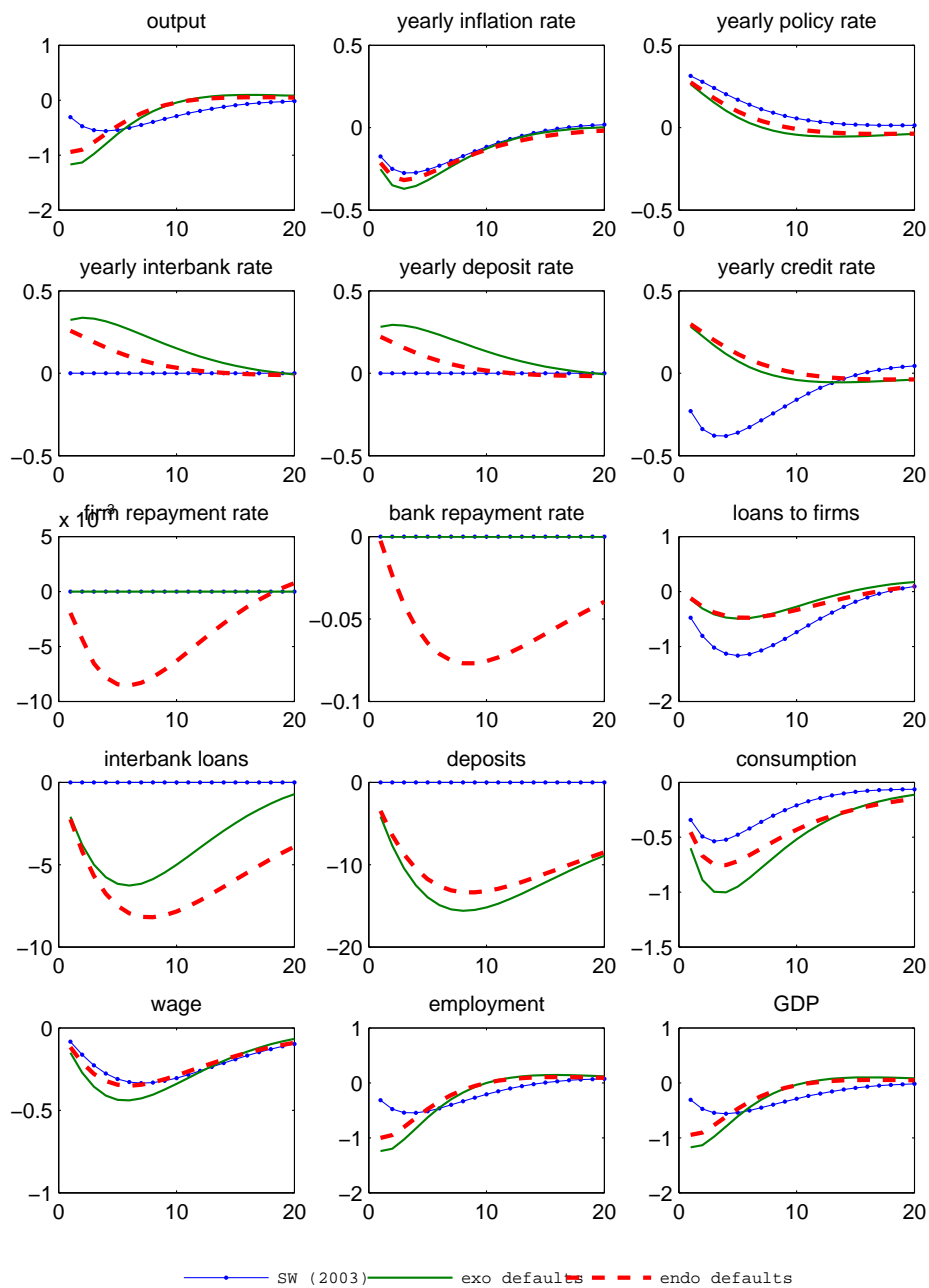 output yearly inflation rate yearly policy rate
1 0.5 0.5
0 0 0
−1
−2 −0.5 −0.5
0 10 20 0 10 20 0 10 20
yearly interbank rate yearly deposit rate yearly credit rate
0.5 0.5 0.5
0 0 0
−0.5 −0.5 −0.5
0 10 20 0 10 20 0 10 20
x 10−3 firm repayment rate bank repayment rate loans to firms
5 0 1
0 0
−0.05
−5 −1
−10 −0.1 −2
0 10 20 0 10 20 0 10 20
interbank loans deposits consumption
0 0 0
−0.5
−5 −10
−1
−10 −20 −1.5
0 10 20 0 10 20 0 10 20
wage employment GDP
0 1 1
0 0
−0.5
−1 −1
−1 −2 −2
0 10 20 0 10 20 0 10 20
SW (2003) exo defaults endo defaults